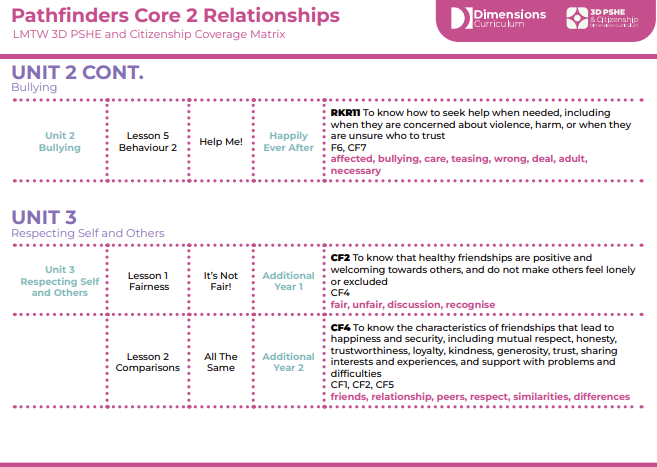 Pathfinders Core 2 Relationships
LMTW 3D PSHE and Citizenship Coverage Matrix
Dimensions
Curriculum
3D PSHE
& Citizenship
Dimensions Curriculum
UNIT 2 CONT.
Bullying
Unit 2
Bullying
Lesson 5
Behaviour 2
Help Me!
Happily
Ever After
RKR11 To know how to seek help when needed, including
when they are concerned about violence, harm, or when they
are unsure who to trust
F6, CF7
affected, bullying, care, teasing, wrong, deal, adult,
necessary
UNIT 3
Respecting Self and Others
Unit 3
Respecting Self
and Others
Lesson 1
Fairness
It's Not
Fair!
Additional
Year 1
CF2 To know that healthy friendships are positive and
welcoming towards others, and do not make others feel lonely
or excluded
CF4
fair, unfair, discussion, recognise
Lesson 2
Comparisons
All The
Same
Additional
Year 2
CF4 To know the characteristics of friendships that lead to
happiness and security, including mutual respect, honesty,
trustworthiness, loyalty, kindness, generosity, trust, sharing
interests and experiences, and support with problems and
difficulties
CF1, CF2, CF5
friends, relationship, peers, respect, similarities, differences